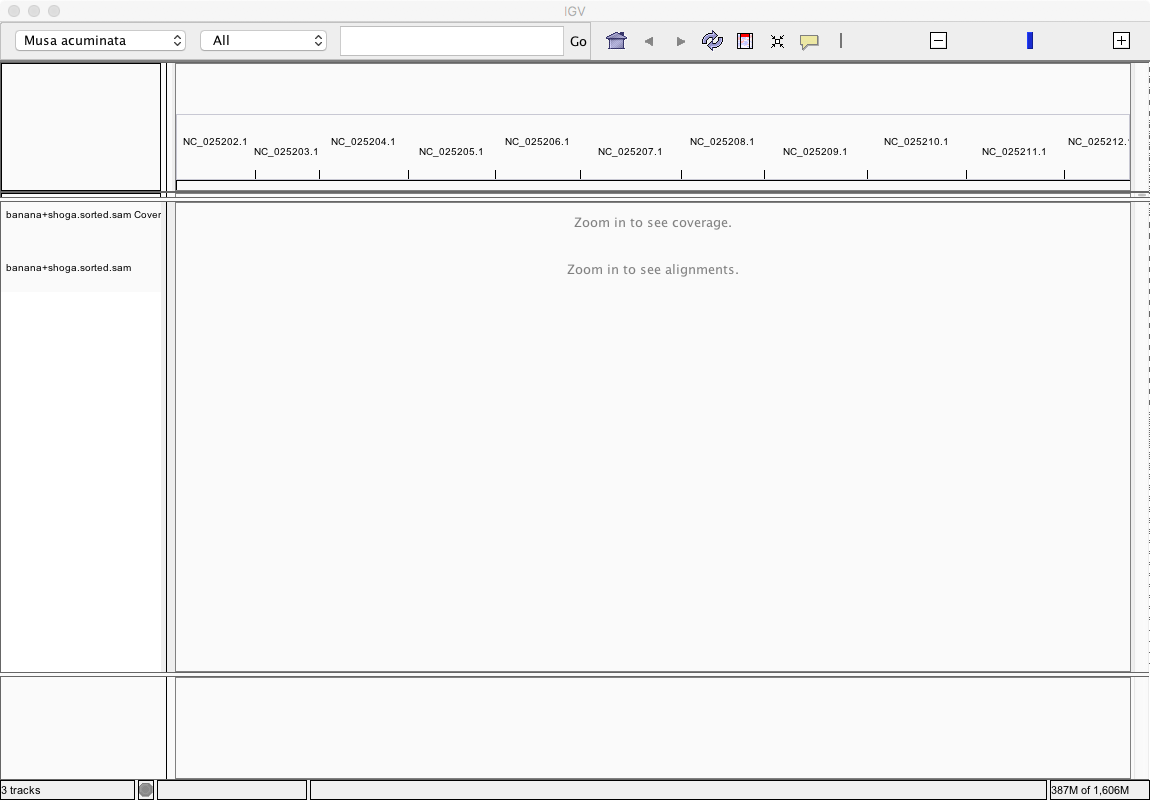 IGV
Musa acuminata All Go
NC_025202.1 NC_025204.1 NC_025206.1 NC_025208.1 NC_025210.1 NC_025212.
NC_025203.1 NC_025205.1 NC_025207.1 NC_025209.1 NC_025211.1
banana+shoga.sorted.sam Cover
Zoom in to see coverage.
banana+shoga.sorted.sam
Zoom in to see alignments.
3 tracks
387M of 1,606M